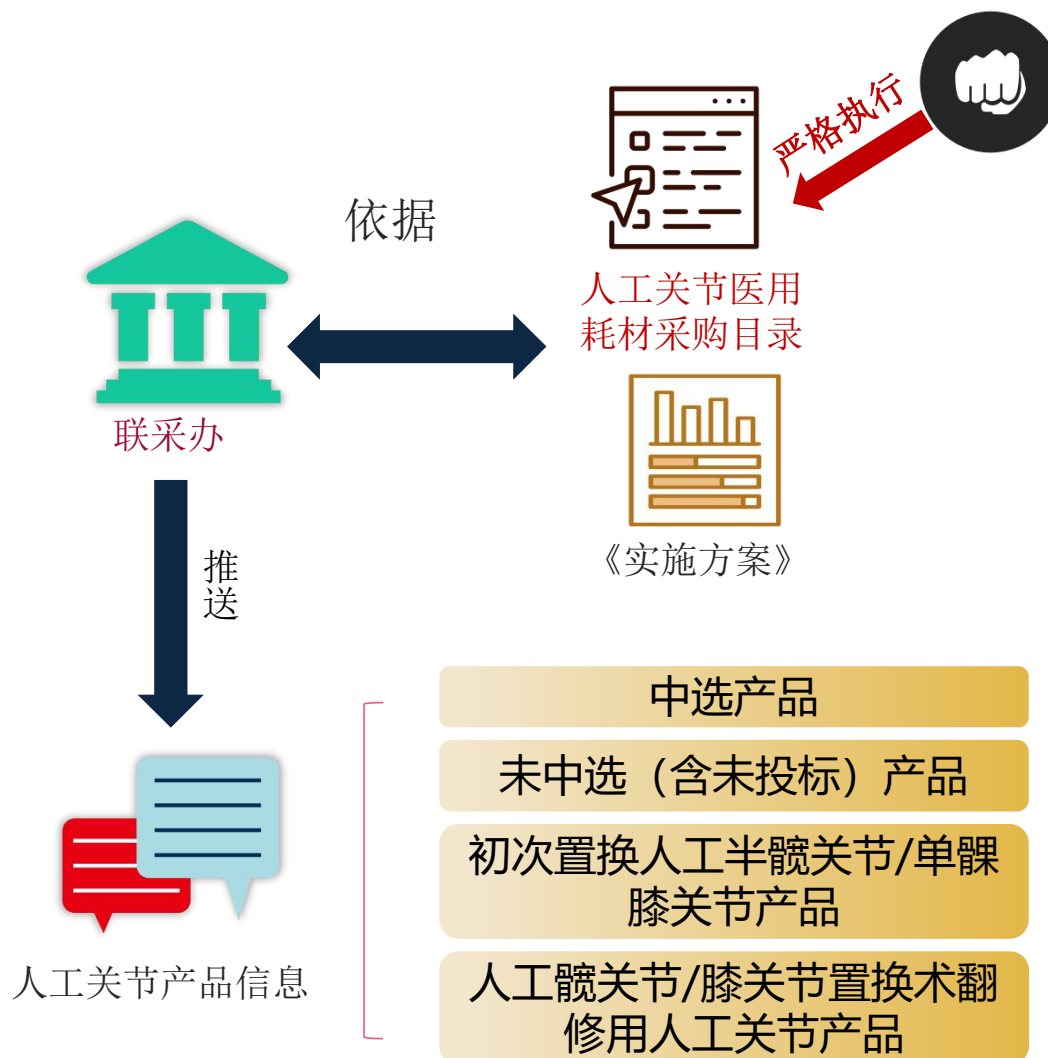 严格执行
依据
人工关节医用
耗材采购目录
联采办
《实施方案》
推
送
中选产品
未中选（含未投标）产品
初次置换人工半髋关节/单髁
膝关节产品
人工髋关节/膝关节置换术翻
修用人工关节产品
人工关节产品信息